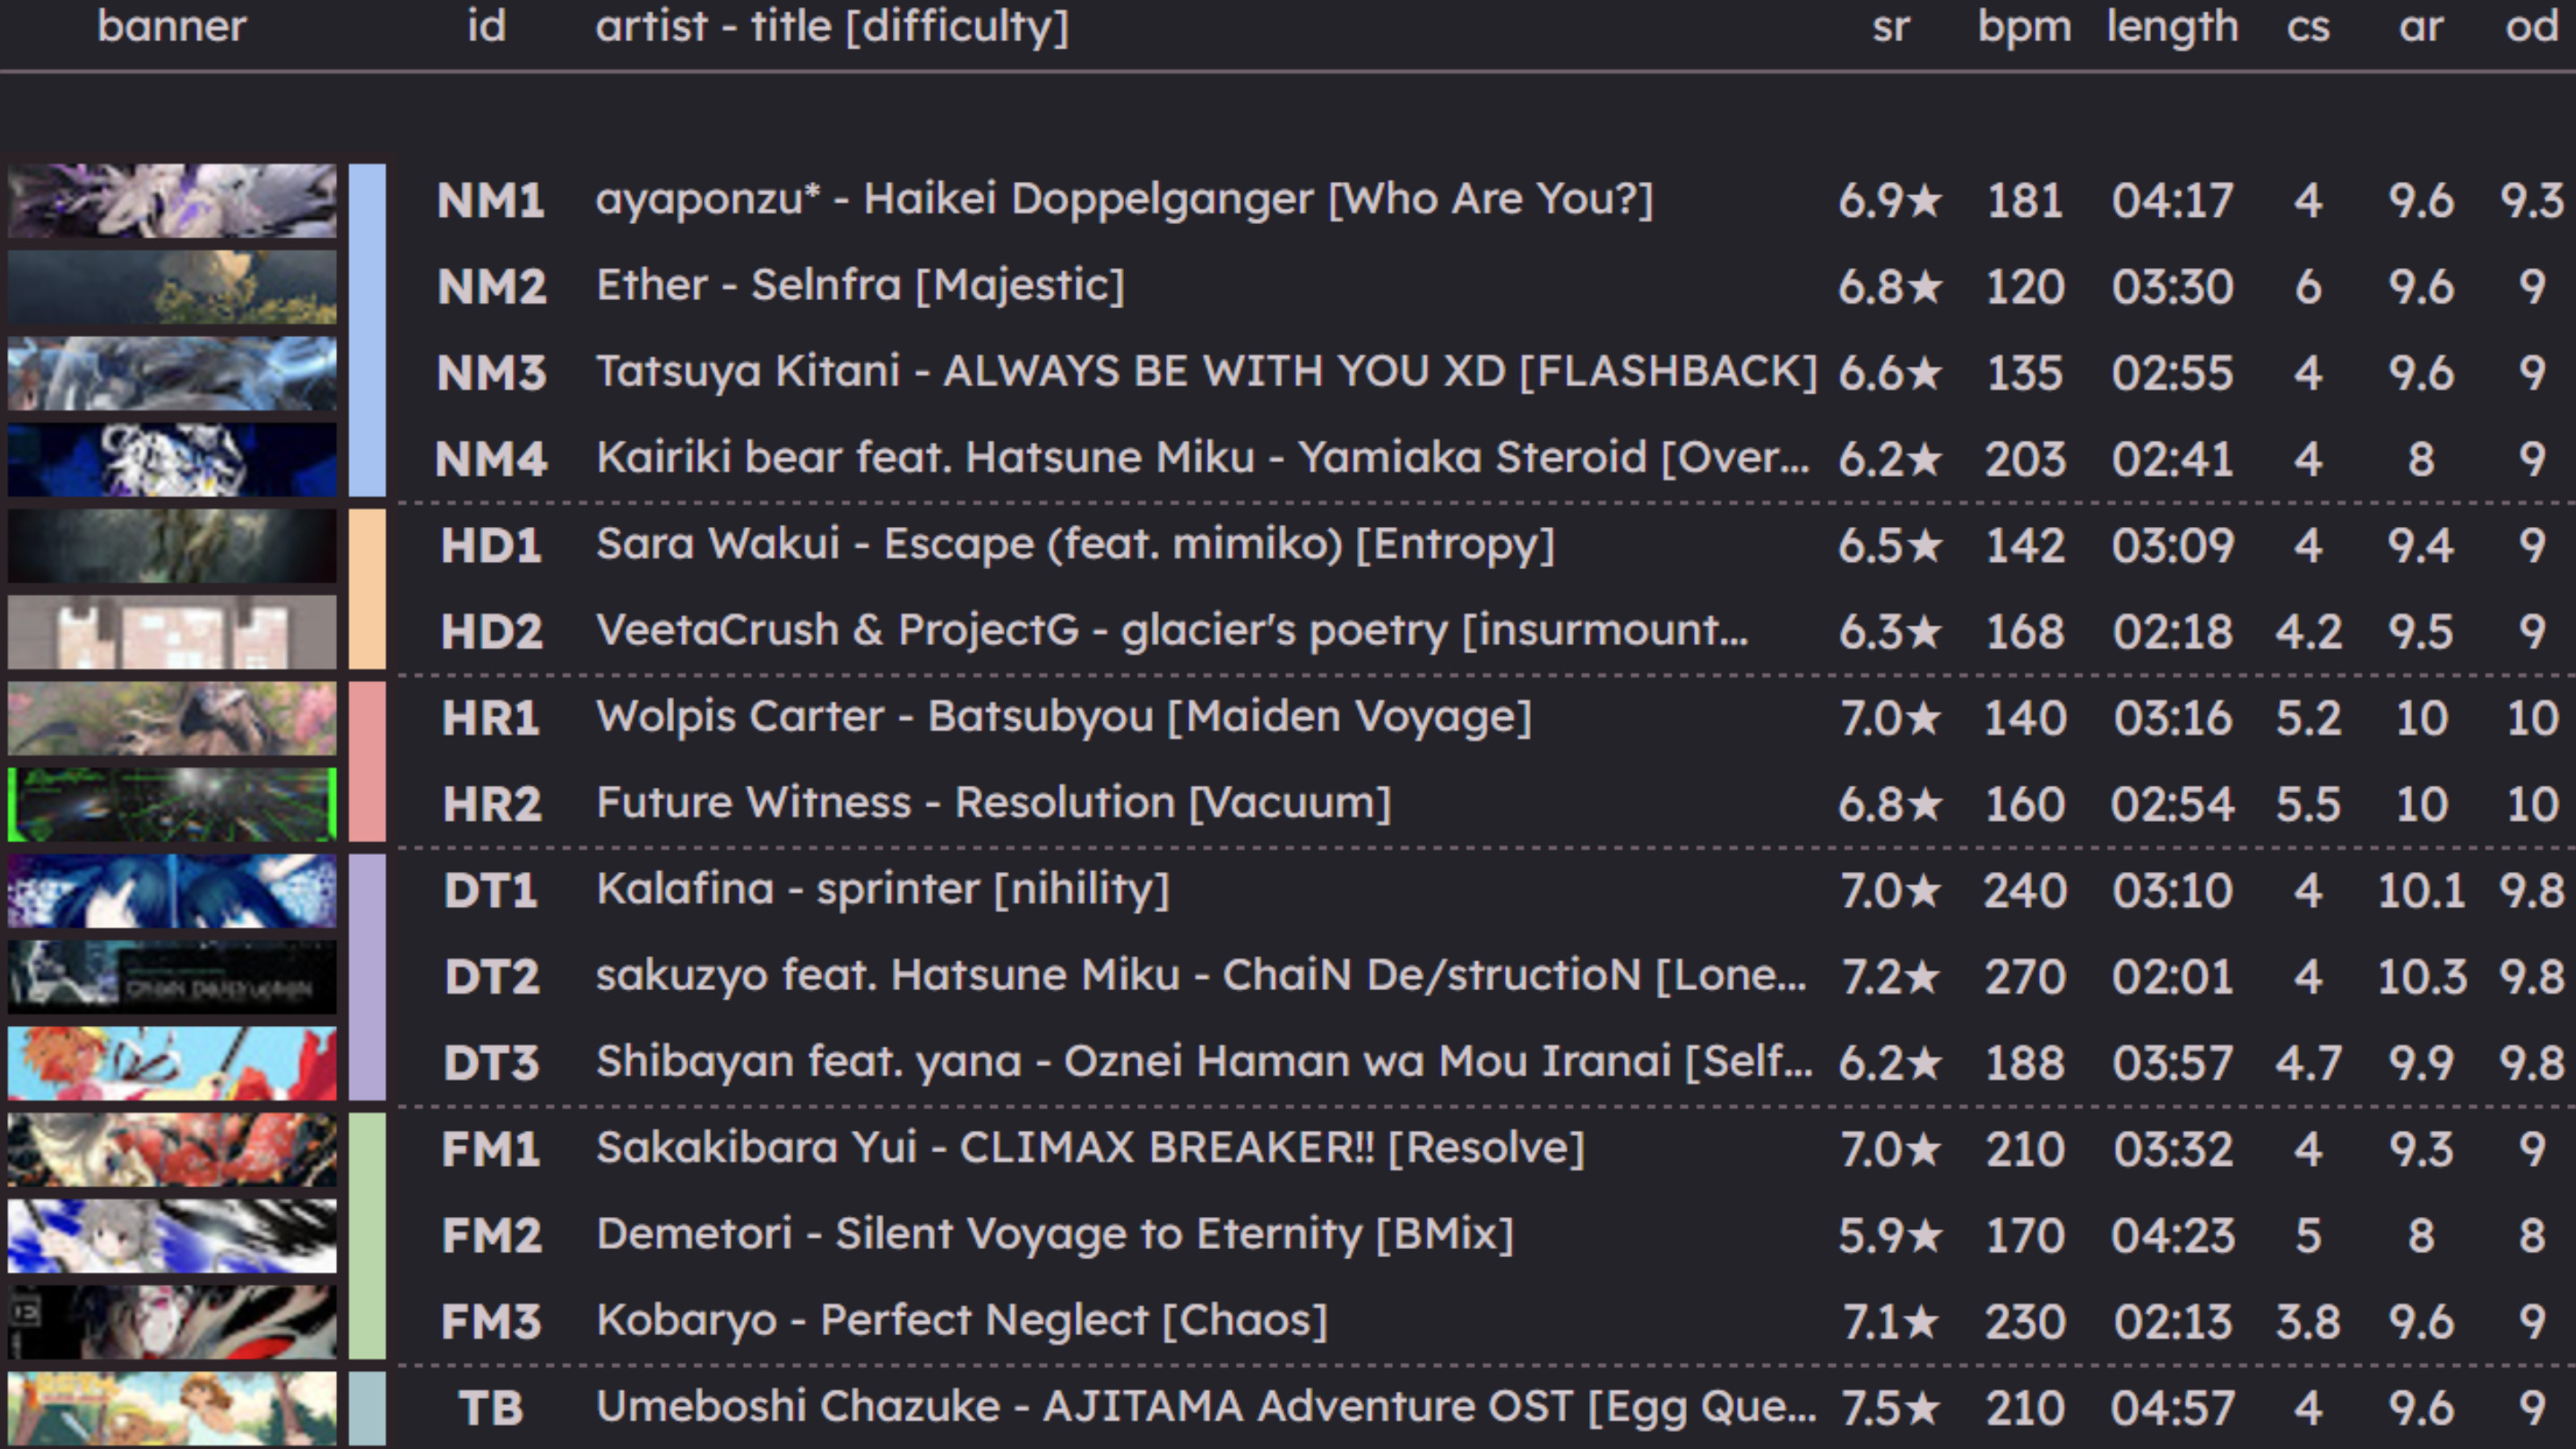 banner id artist - title [difficulty] sr bpm length cs ar od
NM1 ayaponzu* - Haikei Doppelganger [Who Are You?] 6.9★ 181 04:17 4 9.6 9.3
NM2 Ether - Selnfra [Majestic] 6.8★ 120 03:30 6 9.6 9
NM3 Tatsuya Kitani - ALWAYS BE WITH YOU XD [FLASHBACK] 6.6★ 135 02:55 4 9.6 9
NM4 Kairiki bear feat. Hatsune Miku - Yamiaka Steroid [Over... 6.2★ 203 02:41 4 8 9
HD1 Sara Wakui - Escape (feat. mimiko) [Entropy] 6.5★ 142 03:09 4 9.4 9
HD2 VeetaCrush & ProjectG - glacier's poetry [insurmount... 6.3★ 168 02:18 4.2 9.5 9
HR1 Wolpis Carter - Batsubyou [Maiden Voyage] 7.0★ 140 03:16 5.2 10 10
HR2 Future Witness - Resolution [Vacuum] 6.8★ 160 02:54 5.5 10 10
DT1 Kalafina - sprinter [nihility] 7.0★ 240 03:10 4 10.1 9.8
ChaiN De/structioN DT2 sakuzyo feat. Hatsune Miku - ChaiN De/structioN [Lone... 7.2★ 270 02:01 4 10.3 9.8
DT3 Shibayan feat. yana - Oznei Haman wa Mou Iranai [Self... 6.2★ 188 03:57 4.7 9.9 9.8
FM1 Sakakibara Yui - CLIMAX BREAKER!! [Resolve] 7.0★ 210 03:32 4 9.3 9
FM2 Demetori - Silent Voyage to Eternity [BMix] 5.9★ 170 04:23 5 8 8
FM3 Kobaryo - Perfect Neglect [Chaos] 7.1★ 230 02:13 3.8 9.6 9
TB Umeboshi Chazuke - AJITAMA Adventure OST [Egg Que... 7.5★ 210 04:57 4 9.6 9